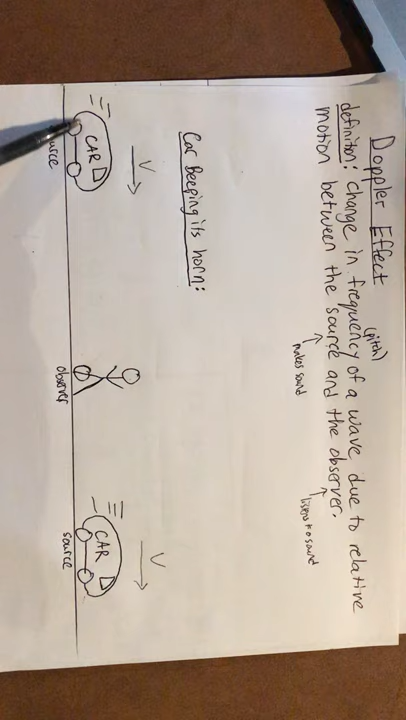 Doppler Effect
definition: change in frequency of a wave due to relative
(pitch)
motion between the source and the observer.
makes sound
listens to sound
Car Beeping its horn:
V
V
CAR
CAR
source
observer
source